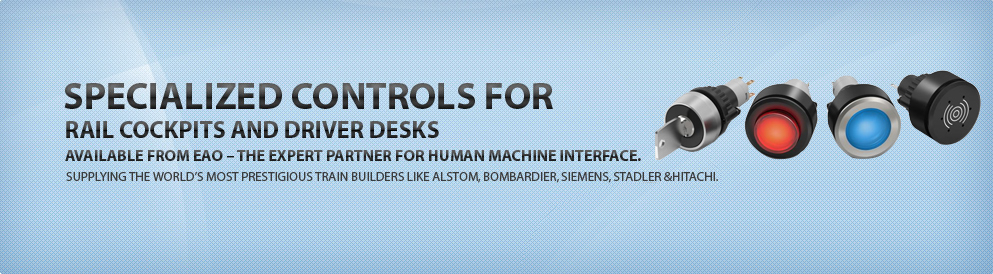 SPECIALIZED CONTROLS FOR
RAIL COCKPITS AND DRIVER DESKS
AVAILABLE FROM EAO – THE EXPERT PARTNER FOR HUMAN MACHINE INTERFACE.
SUPPLYING THE WORLD'S MOST PRESTIGIOUS TRAIN BUILDERS LIKE ALSTOM, BOMBARDIER, SIEMENS, STADLER &HITACHI.